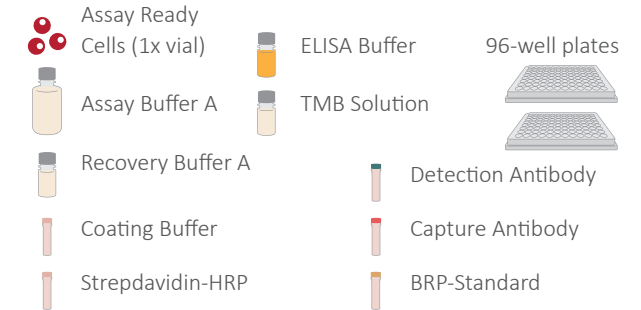 Assay Ready
Cells (1x vial)
Assay Buffer A
Recovery Buffer A
Coating Buffer
Strepdavidin-HRP
ELISA Buffer
TMB Solution
96-well plates
Detection Antibody
Capture Antibody
BRP-Standard